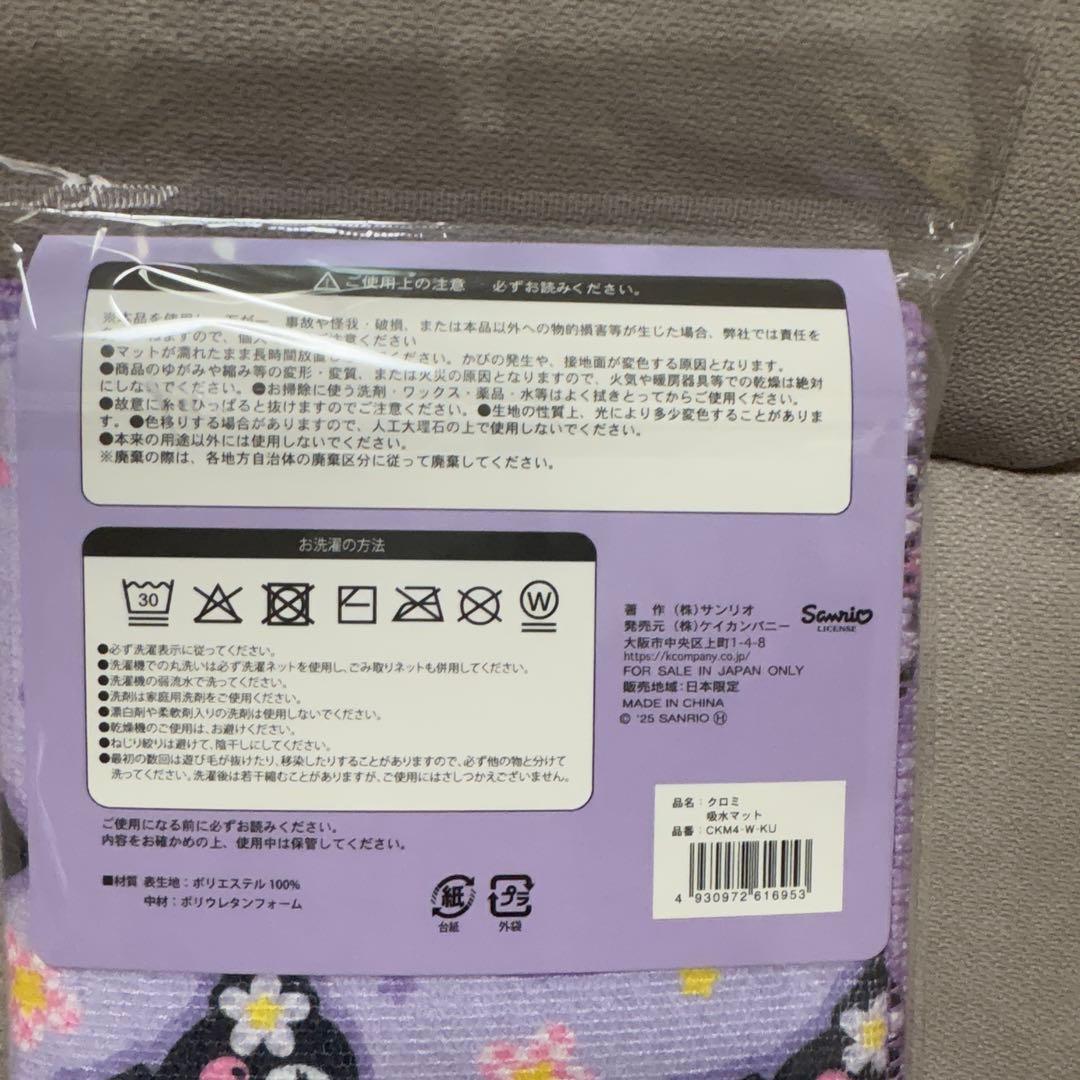 ご使用上の注意 必ずお読みください。
事故や怪我・破損、または本品以外への物的損害等が生じた場合、弊社では責任を
●マットが濡れたまま長時間放置 ください。かびの発生や、接地面が変色する原因となります。
●商品のゆがみや縮み等の変形・変質、または火災の原因となりますので、火気や暖房器具等での乾燥は絶対
にしないでください。●お掃除に使う洗剤・ワックス・薬品・水等はよく拭きとってからご使用ください。
●故意に糸をひっぱると抜けますのでご注意ください。●生地の性質上、光により多少変色することがありま
す。●色移りする場合がありますので、人工大理石の上で使用しないでください。
●本来の用途以外には使用しないでください。
※廃棄の際は、各地方自治体の廃棄区分に従って廃棄してください。
お洗濯の方法
30 W
●必ず洗濯表示に従ってください。
●洗濯機での丸洗いは必ず洗濯ネットを使用し、ごみ取りネットも併用してください。
●洗濯機の弱流水で洗ってください。
●洗剤は家庭用洗剤をご使用ください。
●漂白剤や柔軟剤入りの洗剤は使用しないでください。
●乾燥機のご使用は、お避けください。
●ねじり絞りは避けて、陰干しにしてください。
●最初の数回は遊び毛が抜けたり、移染したりすることがありますので、必ず他の物と分けて
洗ってください。洗濯後は若干縮むことがありますが、ご使用にはさしつかえございません。
ご使用になる前に必ずお読みください。
内容をお確かめの上、使用中は保管してください。
■材質 表生地：ポリエステル100%
中材：ポリウレタンフォーム
紙
台紙
プラ
外袋
著 作 (株)サンリオ
発売元 (株)ケイカンパニー
大阪市中央区上町1-4-8
https://kcompany.co.jp/
FOR SALE IN JAPAN ONLY
販売地域：日本限定
MADE IN CHINA
© '25 SANRIO Ⓗ
Sanrio
LICENSE
品名：クロミ
吸水マット
品番：CKM4-W-KU
4 930972 616953